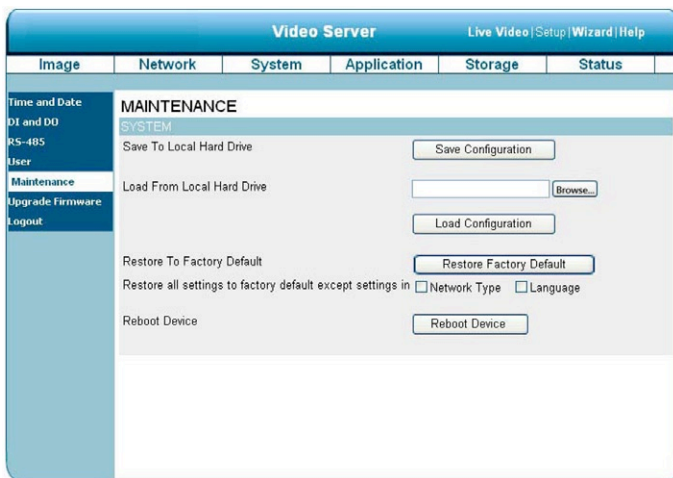 Video Server
Live Video | Setup | Wizard | Help
Image Network System Application Storage Status
Time and Date
DI and DO
RS-485
User
Maintenance
Upgrade Firmware
Logout
MAINTENANCE
SYSTEM
Save To Local Hard Drive Save Configuration
Load From Local Hard Drive Browse...
Load Configuration
Restore To Factory Default Restore Factory Default
Restore all settings to factory default except settings in Network Type Language
Reboot Device Reboot Device